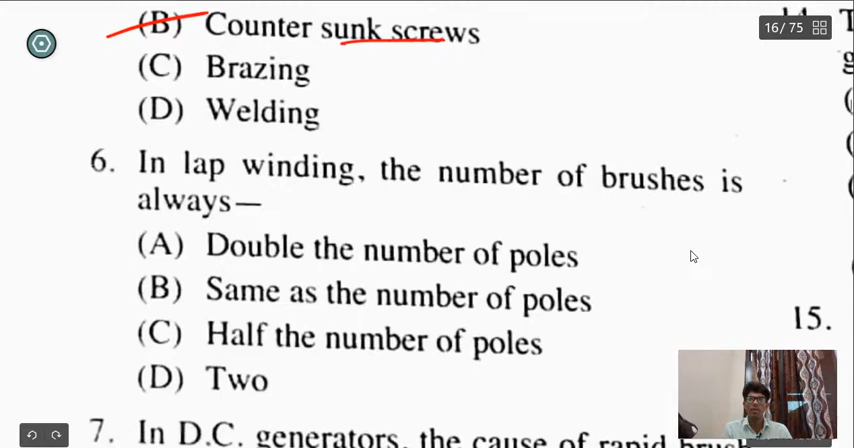 (B) Counter sunk screws
16/75
(C) Brazing
(D) Welding
6. In lap winding, the number of brushes is
always—
(A) Double the number of poles
(B) Same as the number of poles
(C) Half the number of poles
(D) Two
15.
7. In D.C. generators, the cause of rapid brush